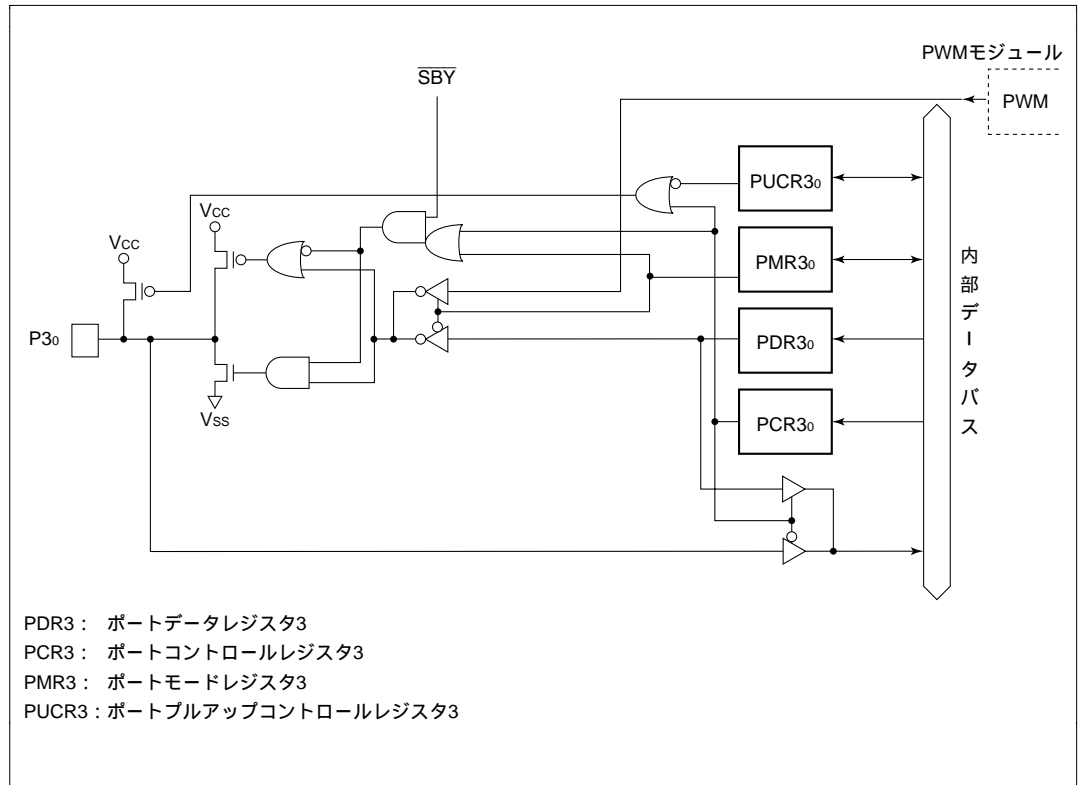 PWMモジュール
SBY
PWM
PUCR3₀
VCC
VCC
PMR3₀
内部データバス
P3₀
PDR3₀
VSS
PCR3₀
PDR3： ポートデータレジスタ3
PCR3： ポートコントロールレジスタ3
PMR3： ポートモードレジスタ3
PUCR3：ポートプルアップコントロールレジスタ3